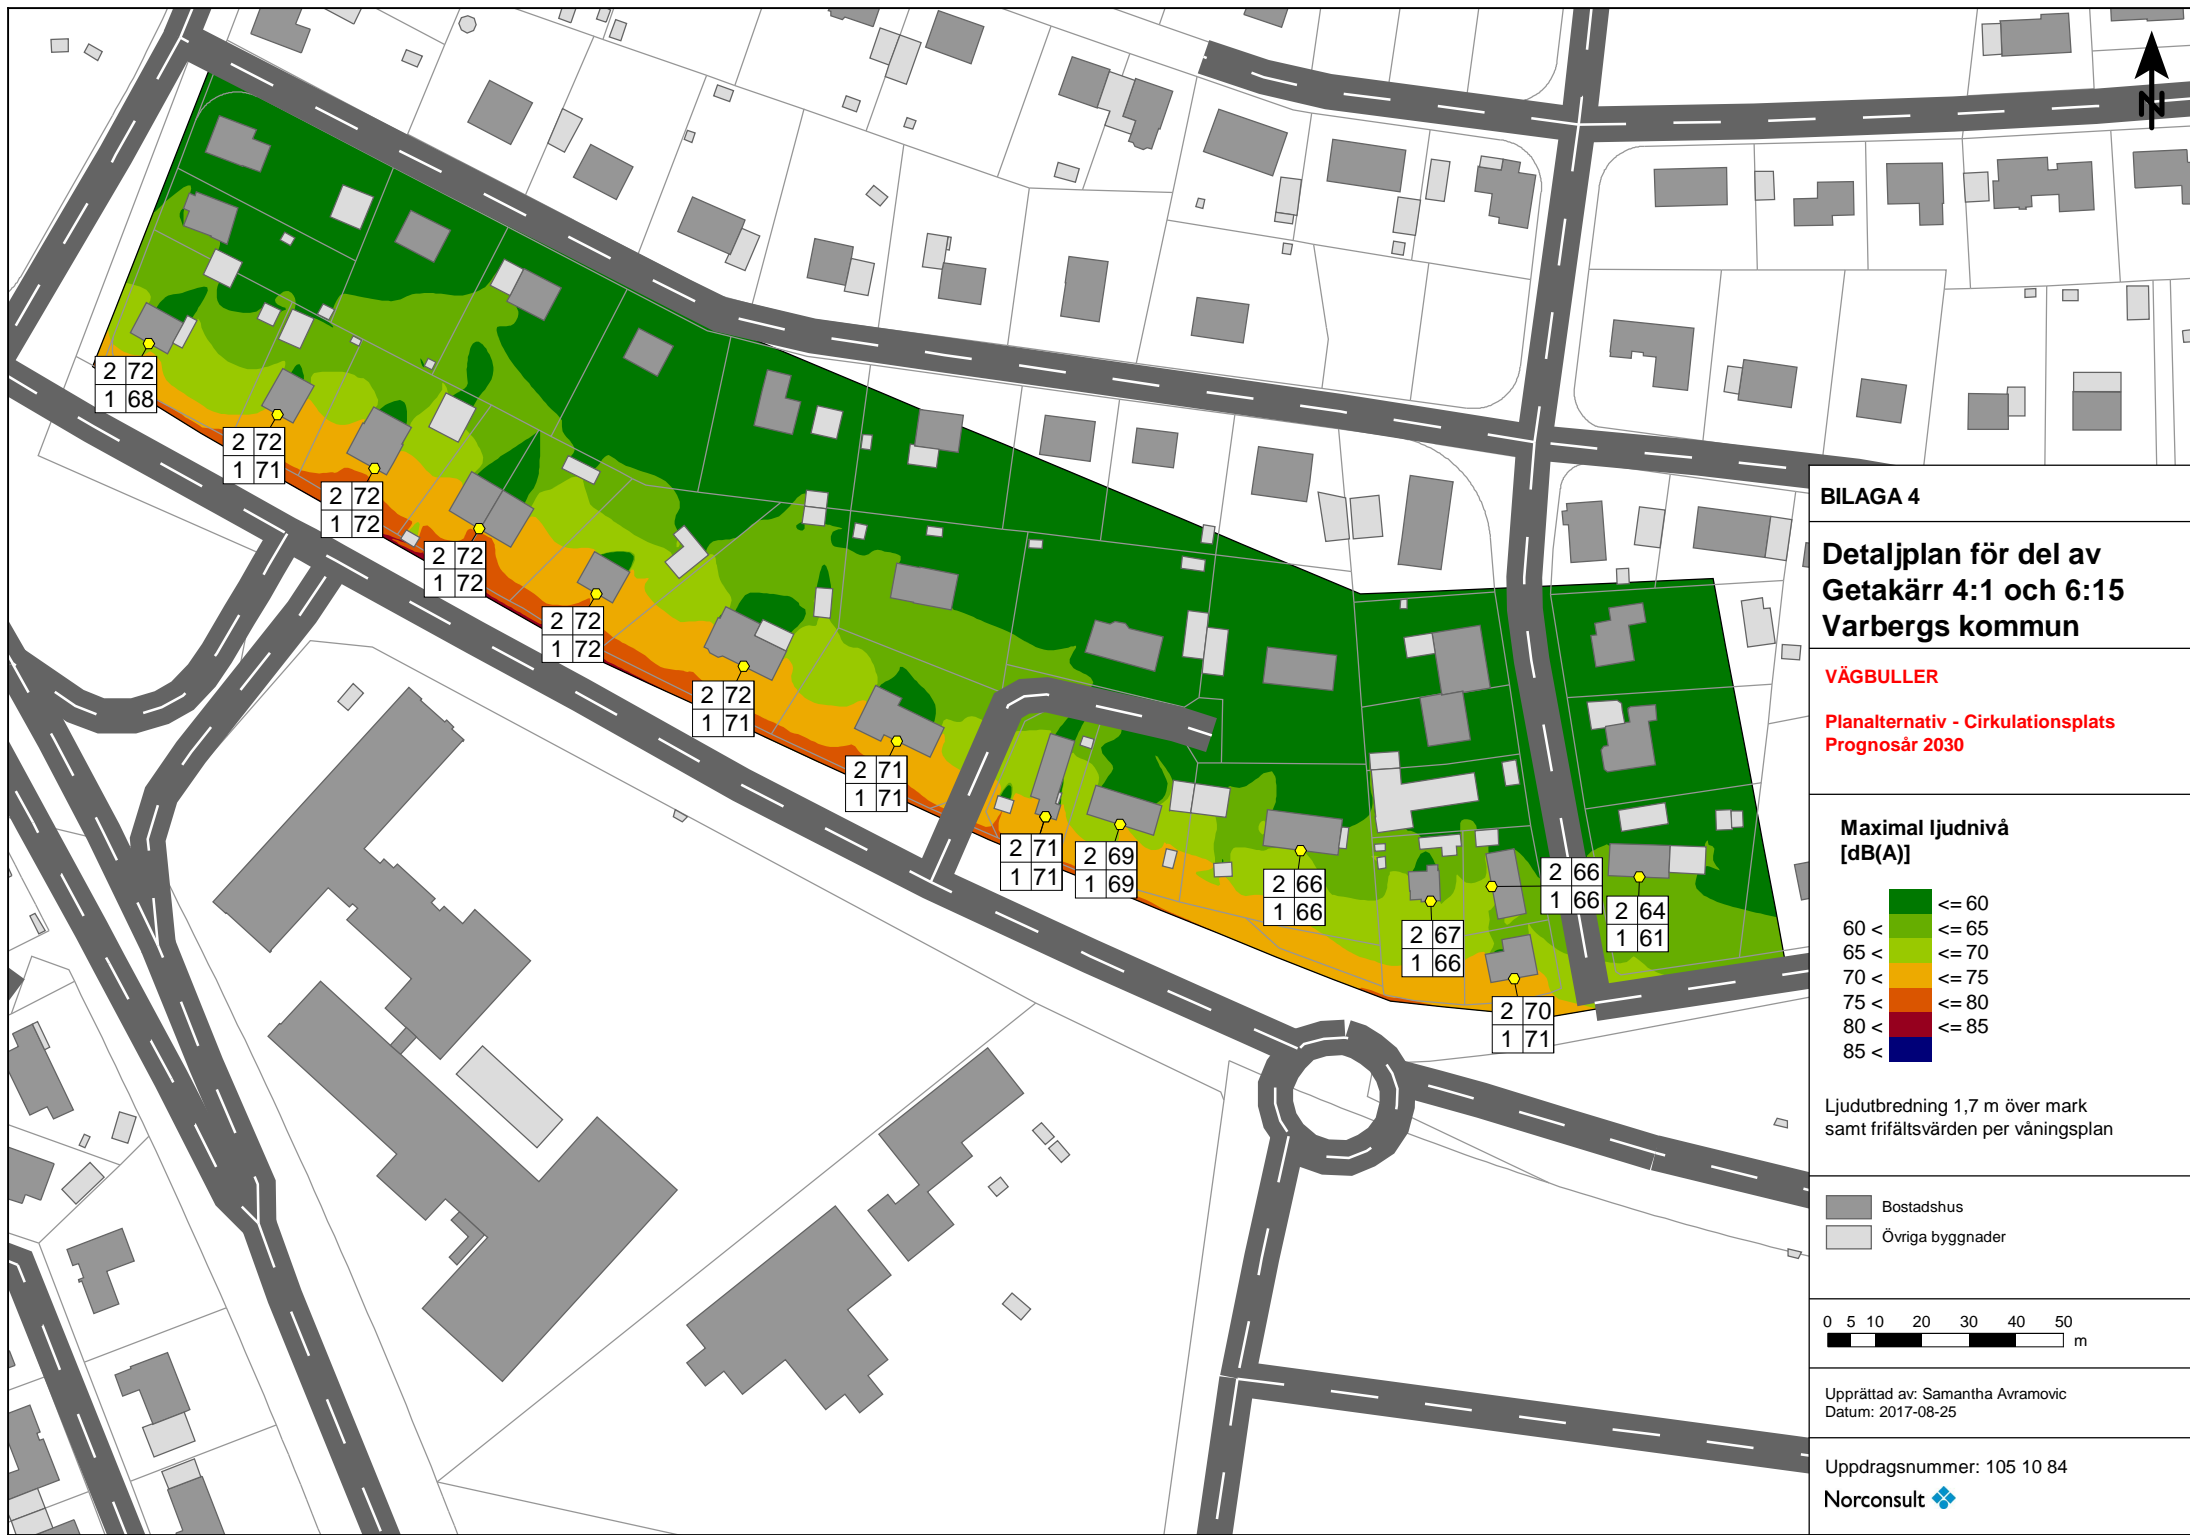 N
2 72
1 68
2 72
1 71
2 72
1 72
2 72
1 72
2 72
1 72
2 72
1 71
2 71
1 71
2 71
1 71
2 69
1 69
2 66
1 66
2 67
1 66
2 66
1 66
2 64
1 61
2 70
1 71
BILAGA 4
Detaljplan för del av
Getakärr 4:1 och 6:15
Varbergs kommun
VÄGBULLER
Planalternativ - Cirkulationsplats
Prognosår 2030
Maximal ljudnivå
[dB(A)]
<= 60
60 < <= 65
65 < <= 70
70 < <= 75
75 < <= 80
80 < <= 85
85 <
Ljudutbredning 1,7 m över mark
samt frifältsvärden per våningsplan
Bostadshus
Övriga byggnader
0 5 10 20 30 40 50
m
Upprättad av: Samantha Avramovic
Datum: 2017-08-25
Uppdragsnummer: 105 10 84
Norconsult